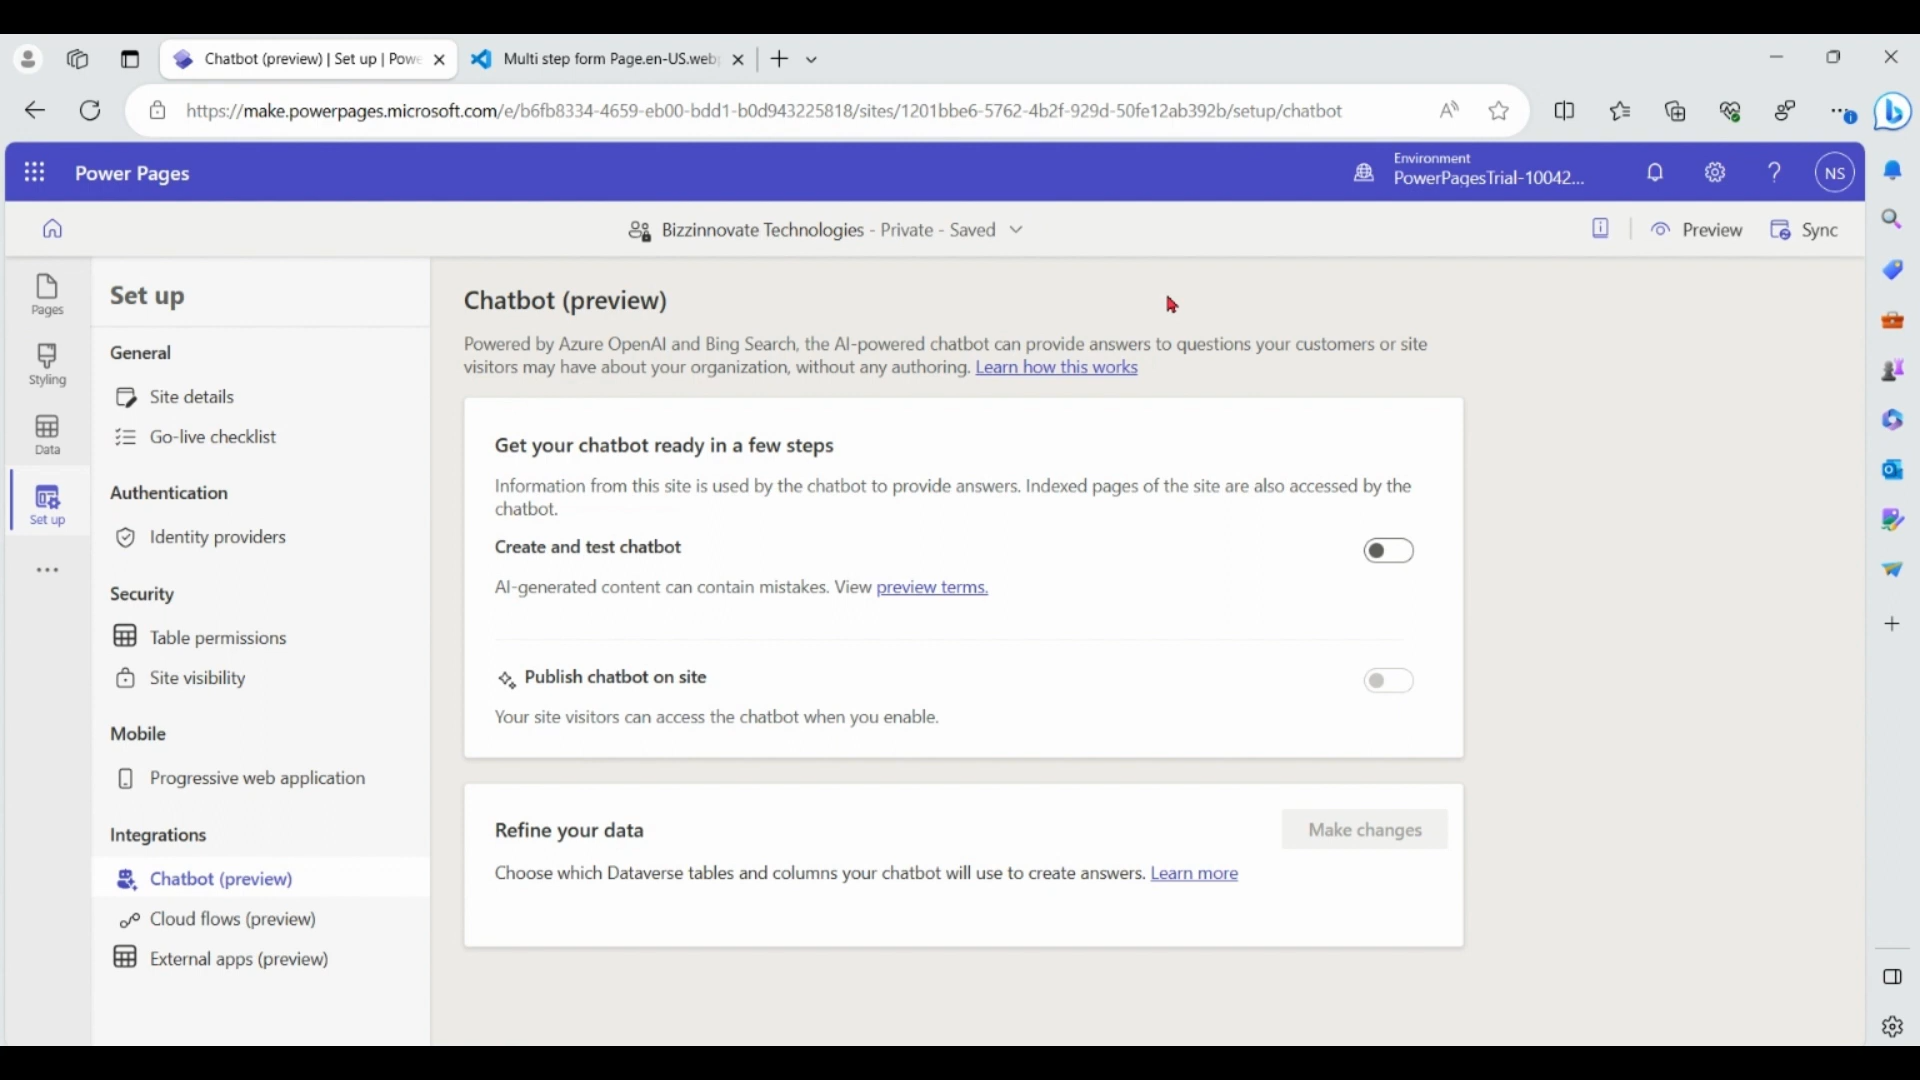 Chatbot (preview) | Set up | Powe
Multi step form Page.en-US.webp
https://make.powerpages.microsoft.com/e/b6fb8334-4659-eb00-bdd1-b0d943225818/sites/1201bbe6-5762-4b2f-929d-50fe12ab392b/setup/chatbot
Power Pages
Environment
PowerPagesTrial-10042...
NS
Bizzinnovate Technologies - Private - Saved
Preview
Sync
Pages
Styling
Data
Set up
Set up
General
Site details
Go-live checklist
Authentication
Identity providers
Security
Table permissions
Site visibility
Mobile
Progressive web application
Integrations
Chatbot (preview)
Cloud flows (preview)
External apps (preview)
Chatbot (preview)
Powered by Azure OpenAI and Bing Search, the AI-powered chatbot can provide answers to questions your customers or site
visitors may have about your organization, without any authoring. Learn how this works
Get your chatbot ready in a few steps
Information from this site is used by the chatbot to provide answers. Indexed pages of the site are also accessed by the
chatbot.
Create and test chatbot
AI-generated content can contain mistakes. View preview terms.
Publish chatbot on site
Your site visitors can access the chatbot when you enable.
Refine your data
Make changes
Choose which Dataverse tables and columns your chatbot will use to create answers. Learn more